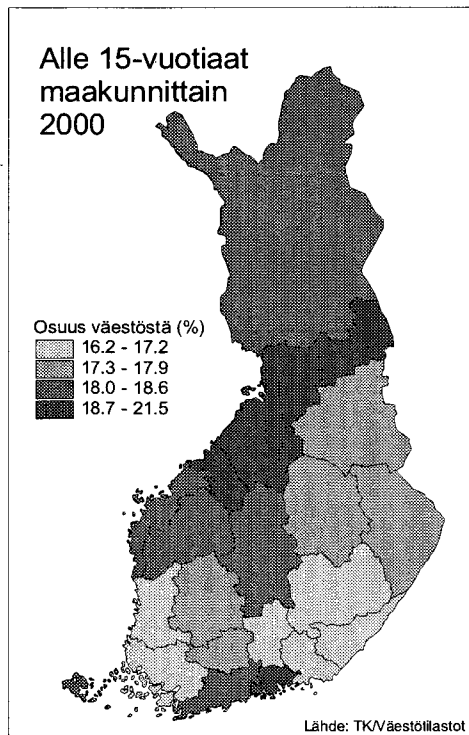 Alle 15-vuotiaat
maakunnittain
2000
Osuus väestöstä (%)
16.2 - 17.2
17.3 - 17.9
18.0 - 18.6
18.7 - 21.5
Lähde: TK/Väestötilastot